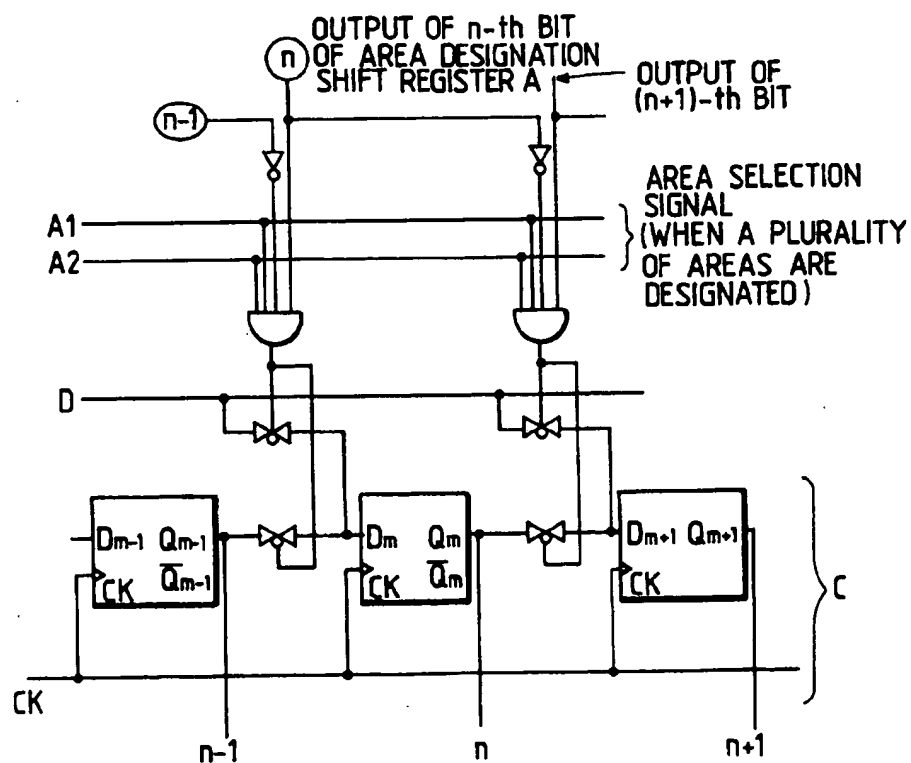 OUTPUT OF n-th BIT
OF AREA DESIGNATION
SHIFT REGISTER A
n
OUTPUT OF
(n+1)-th BIT
n-1
AREA SELECTION
SIGNAL
(WHEN A PLURALITY
OF AREAS ARE
DESIGNATED)
A1
A2
D
Dm-1 Qm-1
Q̅m-1
CK
Dm Qm
Q̅m
CK
Dm+1 Qm+1
CK
C
CK
n-1
n
n+1